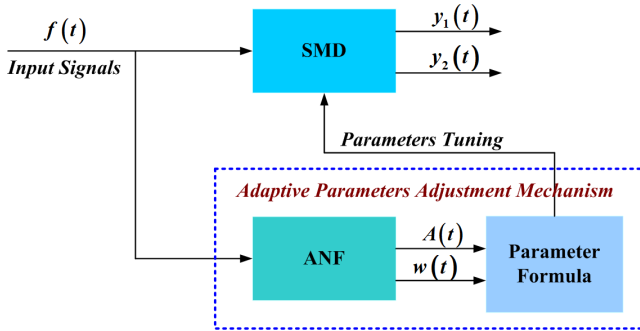 f(t)
Input Signals
SMD
y₁(t)
y₂(t)
Parameters Tuning
Adaptive Parameters Adjustment Mechanism
ANF
A(t)
w(t)
Parameter
Formula